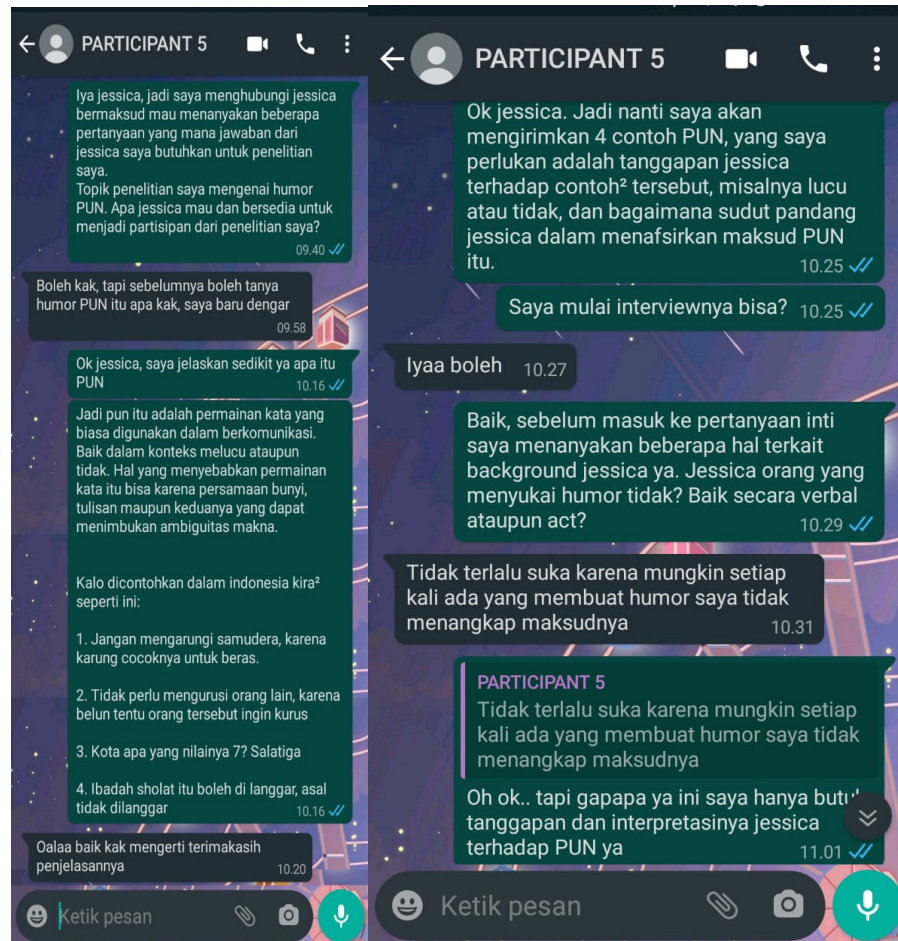 PARTICIPANT 5
Iya jessica, jadi saya menghubungi jessica
bermaksud mau menanyakan beberapa
pertanyaan yang mana jawaban dari
jessica saya butuhkan untuk penelitian
saya.
Topik penelitian saya mengenai humor
PUN. Apa jessica mau dan bersedia untuk
menjadi partisipan dari penelitian saya?
09.40
Boleh kak, tapi sebelumnya boleh tanya
humor PUN itu apa kak, saya baru dengar
09.58
Ok jessica, saya jelaskan sedikit ya apa itu
PUN
10.16
Jadi pun itu adalah permainan kata yang
biasa digunakan dalam berkomunikasi.
Baik dalam konteks melucu ataupun
tidak. Hal yang menyebabkan permainan
kata itu bisa karena persamaan bunyi,
tulisan maupun keduanya yang dapat
menimbukan ambiguitas makna.
Kalo dicontohkan dalam indonesia kira²
seperti ini:
1. Jangan mengarungi samudera, karena
karung cocoknya untuk beras.
2. Tidak perlu mengurusi orang lain, karena
belun tentu orang tersebut ingin kurus
3. Kota apa yang nilainya 7? Salatiga
4. Ibadah sholat itu boleh di langgar, asal
tidak dilanggar
10.16
Oalaa baik kak mengerti terimakasih
penjelasannya
10.20
Ketik pesan
PARTICIPANT 5
Ok jessica. Jadi nanti saya akan
mengirimkan 4 contoh PUN, yang saya
perlukan adalah tanggapan jessica
terhadap contoh² tersebut, misalnya lucu
atau tidak, dan bagaimana sudut pandang
jessica dalam menafsirkan maksud PUN
itu.
10.25
Saya mulai interviewnya bisa? 10.25
Iyaa boleh 10.27
Baik, sebelum masuk ke pertanyaan inti
saya menanyakan beberapa hal terkait
background jessica ya. Jessica orang yang
menyukai humor tidak? Baik secara verbal
ataupun act?
10.29
Tidak terlalu suka karena mungkin setiap
kali ada yang membuat humor saya tidak
menangkap maksudnya
10.31
PARTICIPANT 5
Tidak terlalu suka karena mungkin setiap
kali ada yang membuat humor saya tidak
menangkap maksudnya
Oh ok.. tapi gapapa ya ini saya hanya
tanggapan dan interpretasinya jessica
terhadap PUN ya
11.01
Ketik pesan